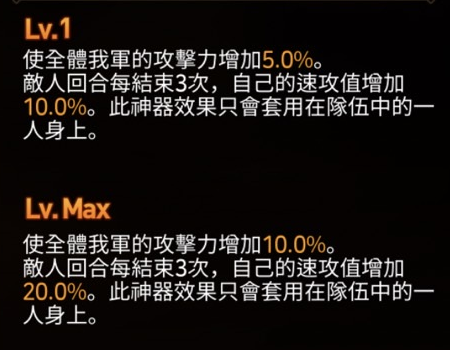 Lv.1
使全體我軍的攻擊力增加5.0%。
敵人回合每結束3次，自己的速攻值增加
10.0%。此神器效果只會套用在隊伍中的一
人身上。
Lv.Max
使全體我軍的攻擊力增加10.0%。
敵人回合每結束3次，自己的速攻值增加
20.0%。此神器效果只會套用在隊伍中的一
人身上。